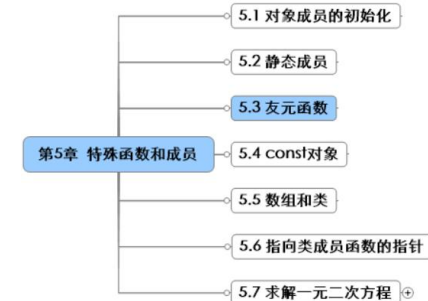 5.1 对象成员的初始化
5.2 静态成员
5.3 友元函数
第5章 特殊函数和成员
5.4 const对象
5.5 数组和类
5.6 指向类成员函数的指针
5.7 求解一元二次方程